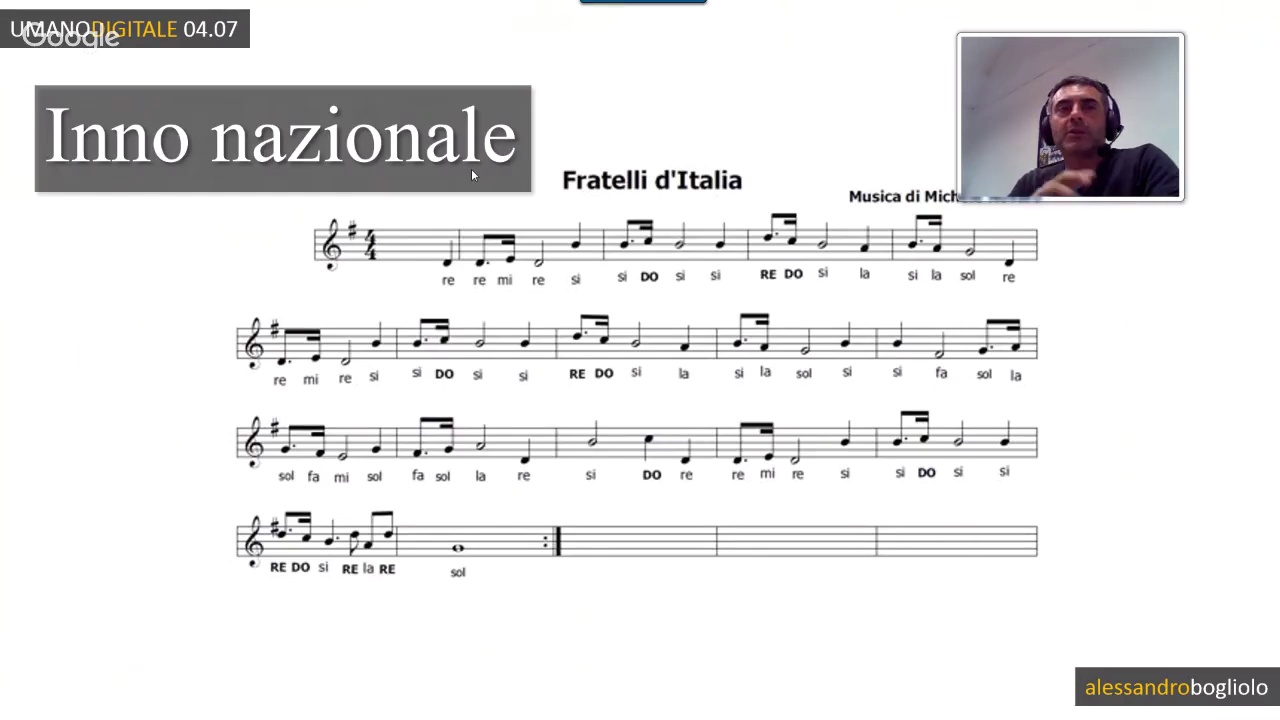 UMANODIGITALE 04.07
Google
Inno nazionale
Fratelli d'Italia
Musica di
4
4
re re mi re si si DO si si RE DO si la si la sol re
re mi re si si DO si si RE DO si la si la sol si si fa sol la
sol fa mi sol fa sol la re si DO re re mi re si si DO si si
RE DO si RE la RE sol
alessandrobogliolo